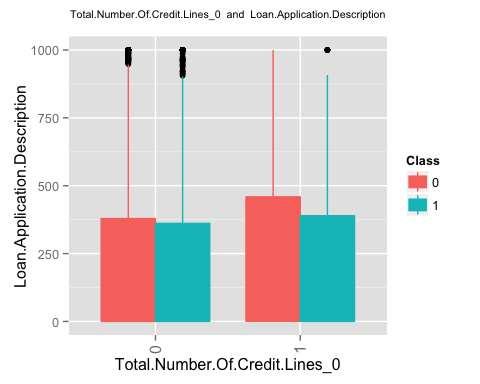 Total.Number.Of.Credit.Lines_0 and Loan.Application.Description
1000
750
500
250
0
Loan.Application.Description
0
1
Total.Number.Of.Credit.Lines_0
Class
0
1